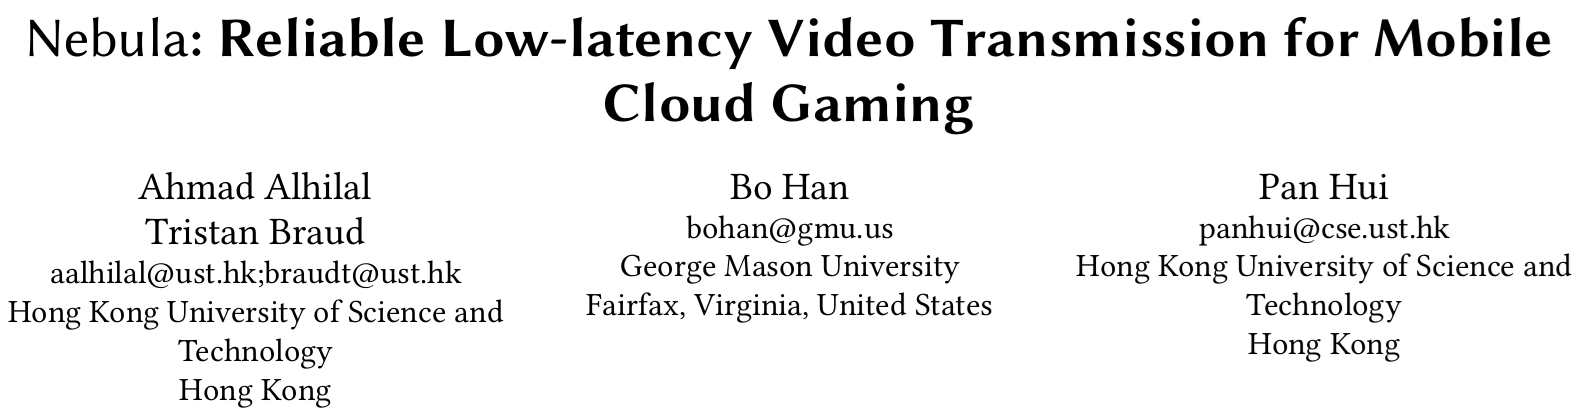 Nebula: Reliable Low-latency Video Transmission for Mobile
Cloud Gaming
Ahmad Alhilal
Tristan Braud
aalhilal@ust.hk;braudt@ust.hk
Hong Kong University of Science and
Technology
Hong Kong
Bo Han
bohan@gmu.us
George Mason University
Fairfax, Virginia, United States
Pan Hui
panhui@cse.ust.hk
Hong Kong University of Science and
Technology
Hong Kong